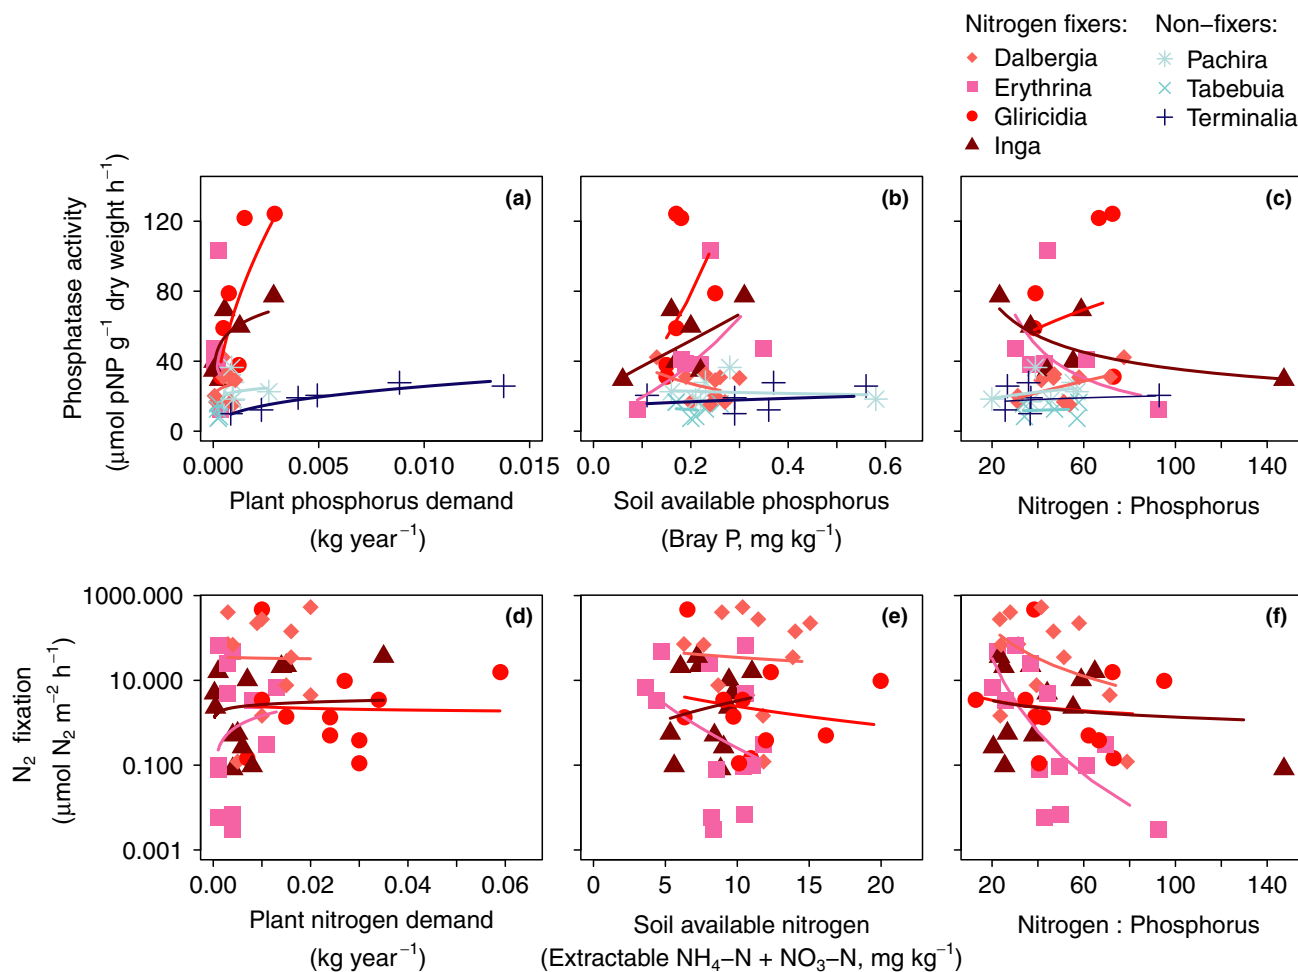 Nitrogen fixers:
Dalbergia
Erythrina
Gliricidia
Inga
Non−fixers:
Pachira
Tabebuia
Terminalia
Phosphatase activity
(μmol pNP g⁻¹ dry weight h⁻¹)
120
80
40
0
(a)
0.000 0.005 0.010 0.015
Plant phosphorus demand
(kg year⁻¹)
(b)
0.0 0.2 0.4 0.6
Soil available phosphorus
(Bray P, mg kg⁻¹)
(c)
20 60 100 140
Nitrogen : Phosphorus
N₂ fixation
(μmol N₂ m⁻² h⁻¹)
1000.000
10.000
0.100
0.001
(d)
0.00 0.02 0.04 0.06
Plant nitrogen demand
(kg year⁻¹)
(e)
0 5 10 15 20
Soil available nitrogen
(Extractable NH₄−N + NO₃−N, mg kg⁻¹)
(f)
20 60 100 140
Nitrogen : Phosphorus